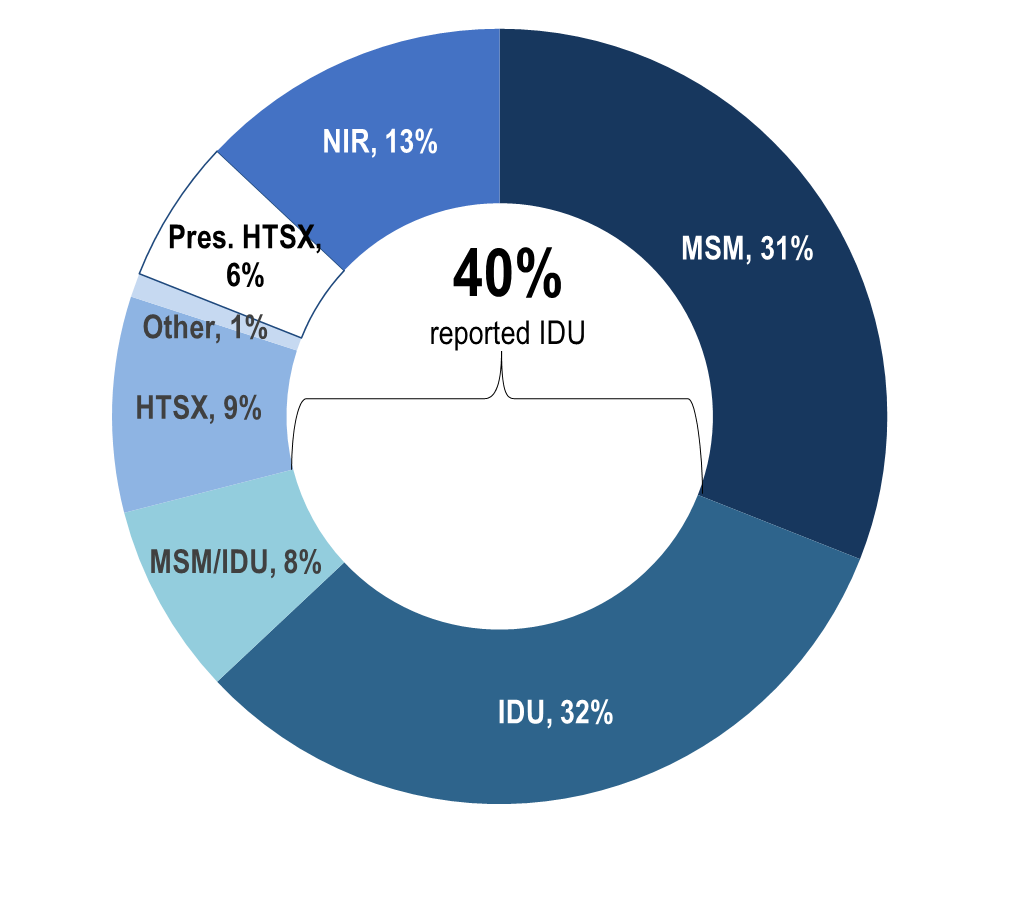 NIR, 13%
MSM, 31%
Pres. HTSX,
6%
40%
reported IDU
Other, 1%
HTSX, 9%
MSM/IDU, 8%
IDU, 32%